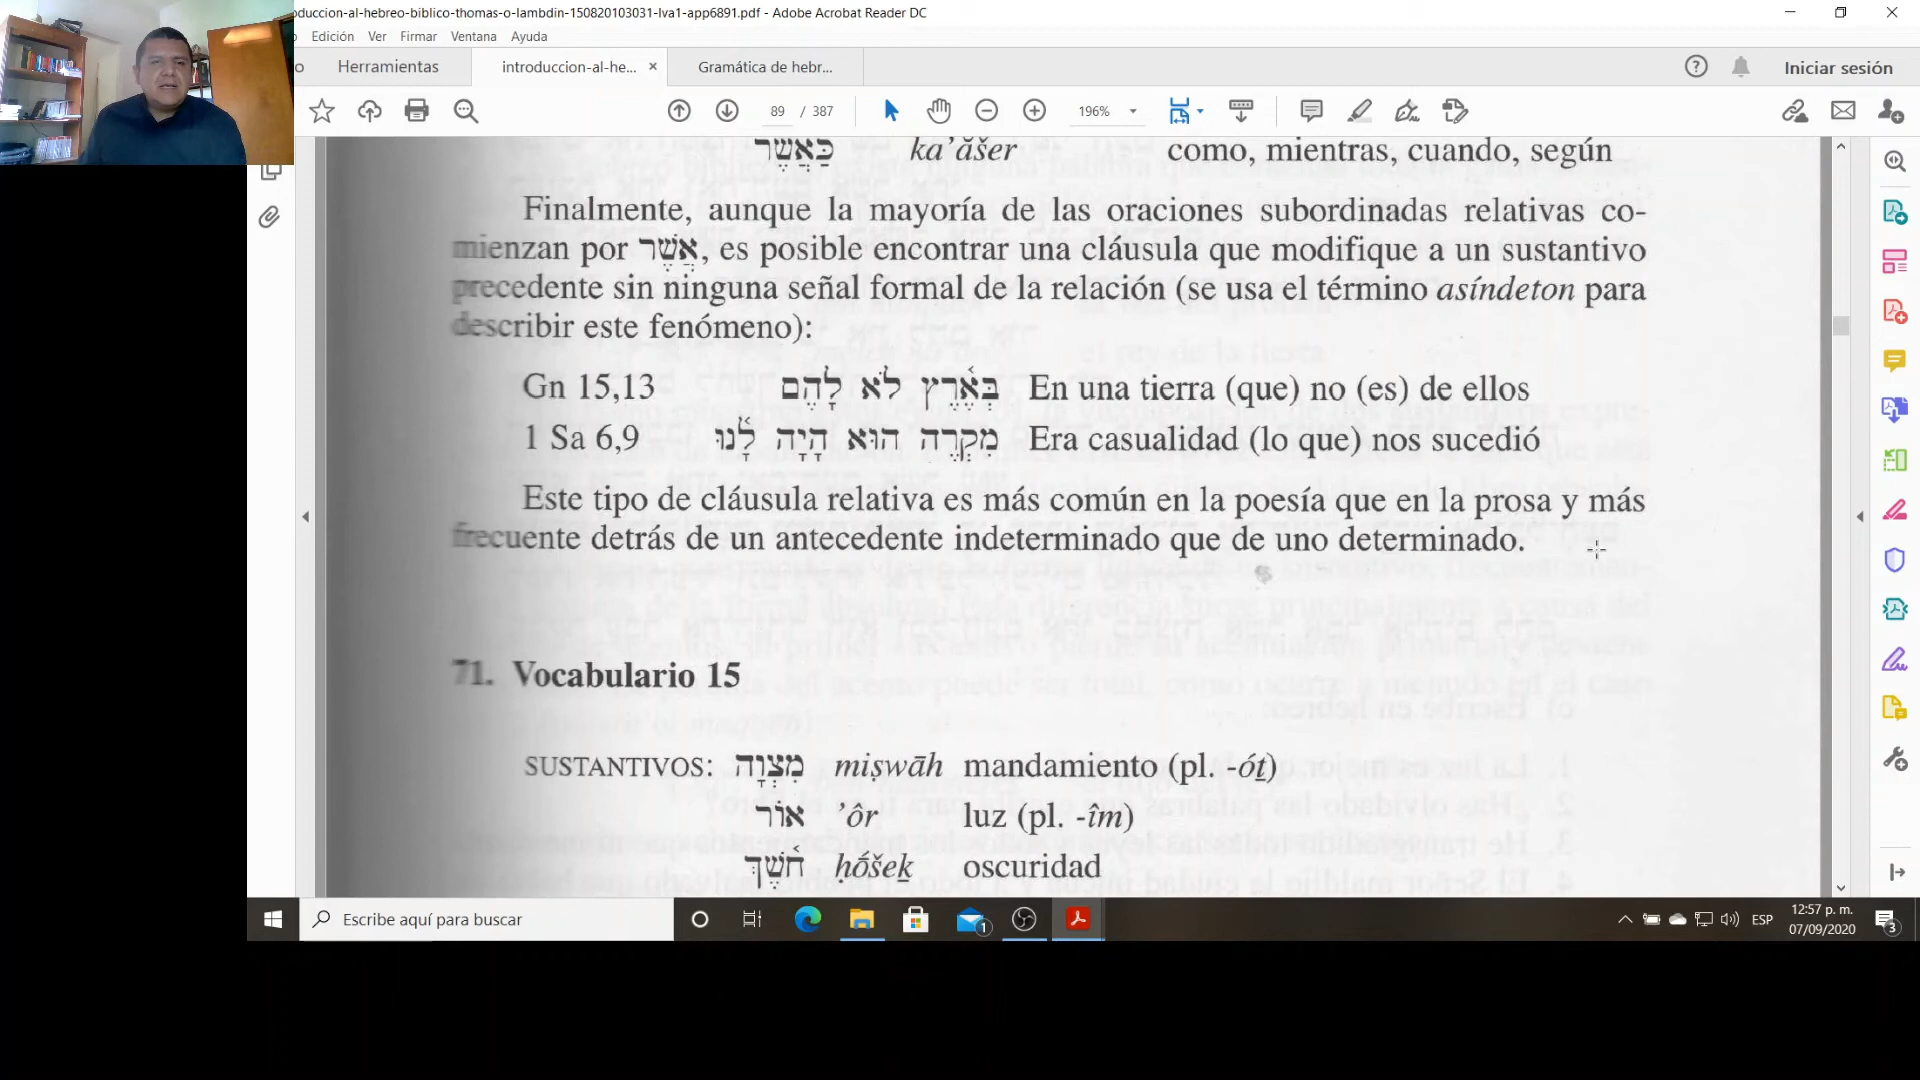 oduccion-al-hebreo-biblico-thomas-o-lambdin-150820103031-lva1-app6891.pdf - Adobe Acrobat Reader DC
Edición Ver Firmar Ventana Ayuda
Herramientas introduccion-al-he... × Gramática de hebr... Iniciar sesión
89 / 387 196%
כַּאֲשֶׁר ka’ăšer como, mientras, cuando, según
Finalmente, aunque la mayoría de las oraciones subordinadas relativas co-
mienzan por אֲשֶׁר, es posible encontrar una cláusula que modifique a un sustantivo
precedente sin ninguna señal formal de la relación (se usa el término asíndeton para
describir este fenómeno):
Gn 15,13 בְּאֶ֫רֶץ לֹא לָהֶם En una tierra (que) no (es) de ellos
1 Sa 6,9 מִקְרֶה הוּא הָיָה לָ֫נוּ Era casualidad (lo que) nos sucedió
Este tipo de cláusula relativa es más común en la poesía que en la prosa y más
frecuente detrás de un antecedente indeterminado que de uno determinado.
71. Vocabulario 15
SUSTANTIVOS: מִצְוָה miṣwāh mandamiento (pl. -óṯ)
אוֹר ’ôr luz (pl. -îm)
חֹ֫שֶׁךְ ḥṓšeḵ oscuridad
Escribe aquí para buscar
1
ESP
12:57 p. m.
07/09/2020
3